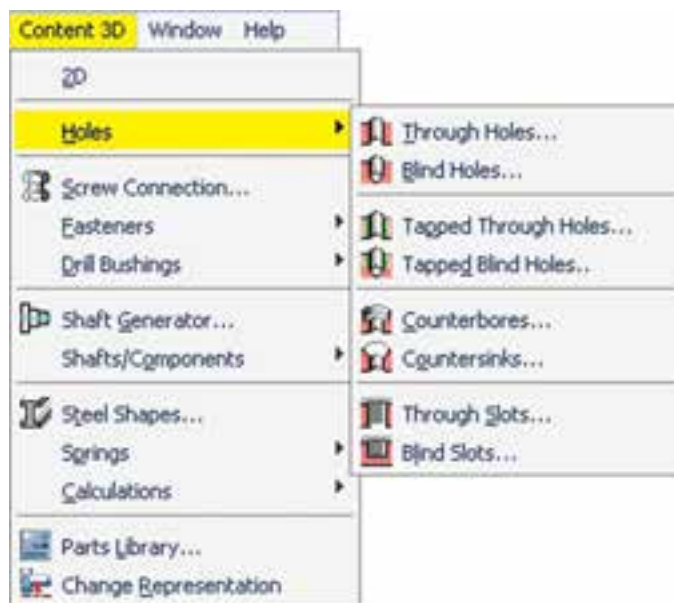 Content 3D Window Help
2D
Holes
Screw Connection...
Fasteners
Drill Bushings
Shaft Generator...
Shafts/Components
Steel Shapes...
Springs
Calculations
Parts Library...
Change Representation
Through Holes...
Blind Holes...
Tapped Through Holes...
Tapped Blind Holes..
Counterbores...
Countersinks...
Through Slots...
Blind Slots...